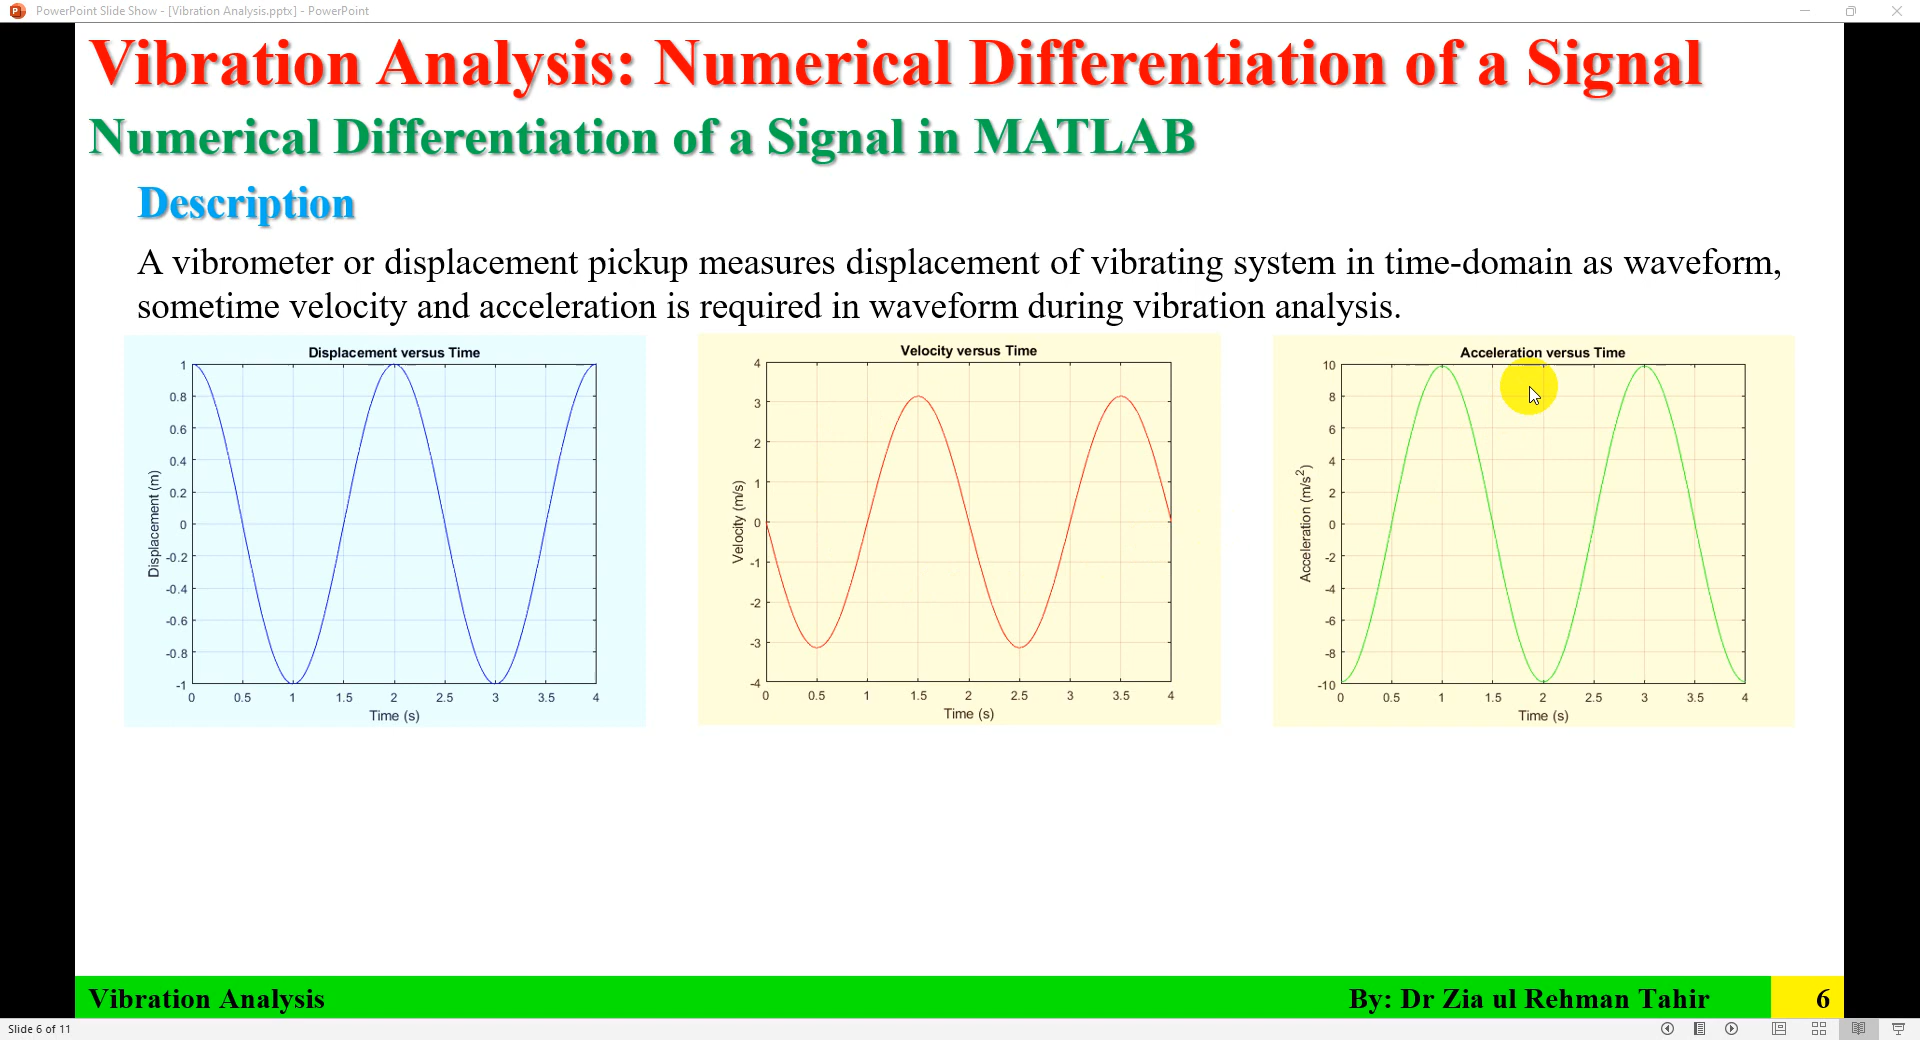 PowerPoint Slide Show - [Vibration Analysis.pptx] - PowerPoint
Vibration Analysis: Numerical Differentiation of a Signal
Numerical Differentiation of a Signal in MATLAB
Description
A vibrometer or displacement pickup measures displacement of vibrating system in time-domain as waveform,
sometime velocity and acceleration is required in waveform during vibration analysis.
Displacement versus Time
1
0.8
0.6
0.4
0.2
0
-0.2
-0.4
-0.6
-0.8
-1
Displacement (m)
0 0.5 1 1.5 2 2.5 3 3.5 4
Time (s)
Velocity versus Time
4
3
2
1
0
-1
-2
-3
-4
Velocity (m/s)
0 0.5 1 1.5 2 2.5 3 3.5 4
Time (s)
Acceleration versus Time
10
8
6
4
2
0
-2
-4
-6
-8
-10
Acceleration (m/s²)
0 0.5 1 1.5 2 2.5 3 3.5 4
Time (s)
Vibration Analysis
By: Dr Zia ul Rehman Tahir
6
Slide 6 of 11